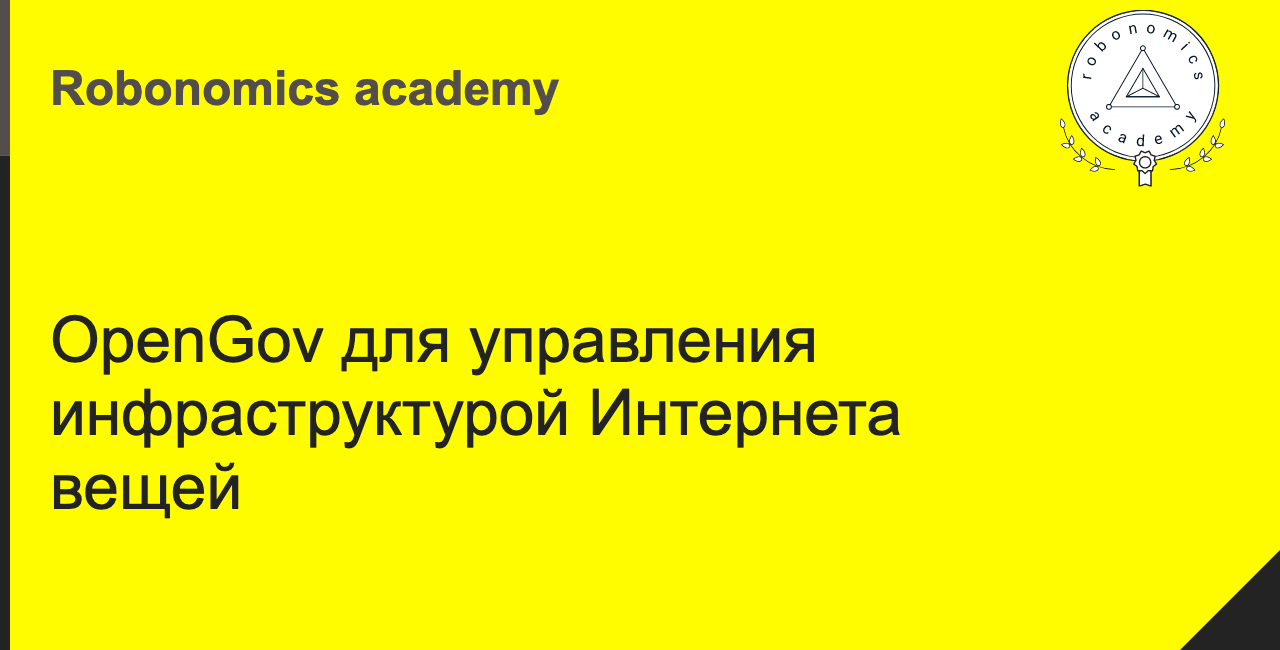 Robonomics academy
robonomics
academy
OpenGov для управления
инфраструктурой Интернета
вещей